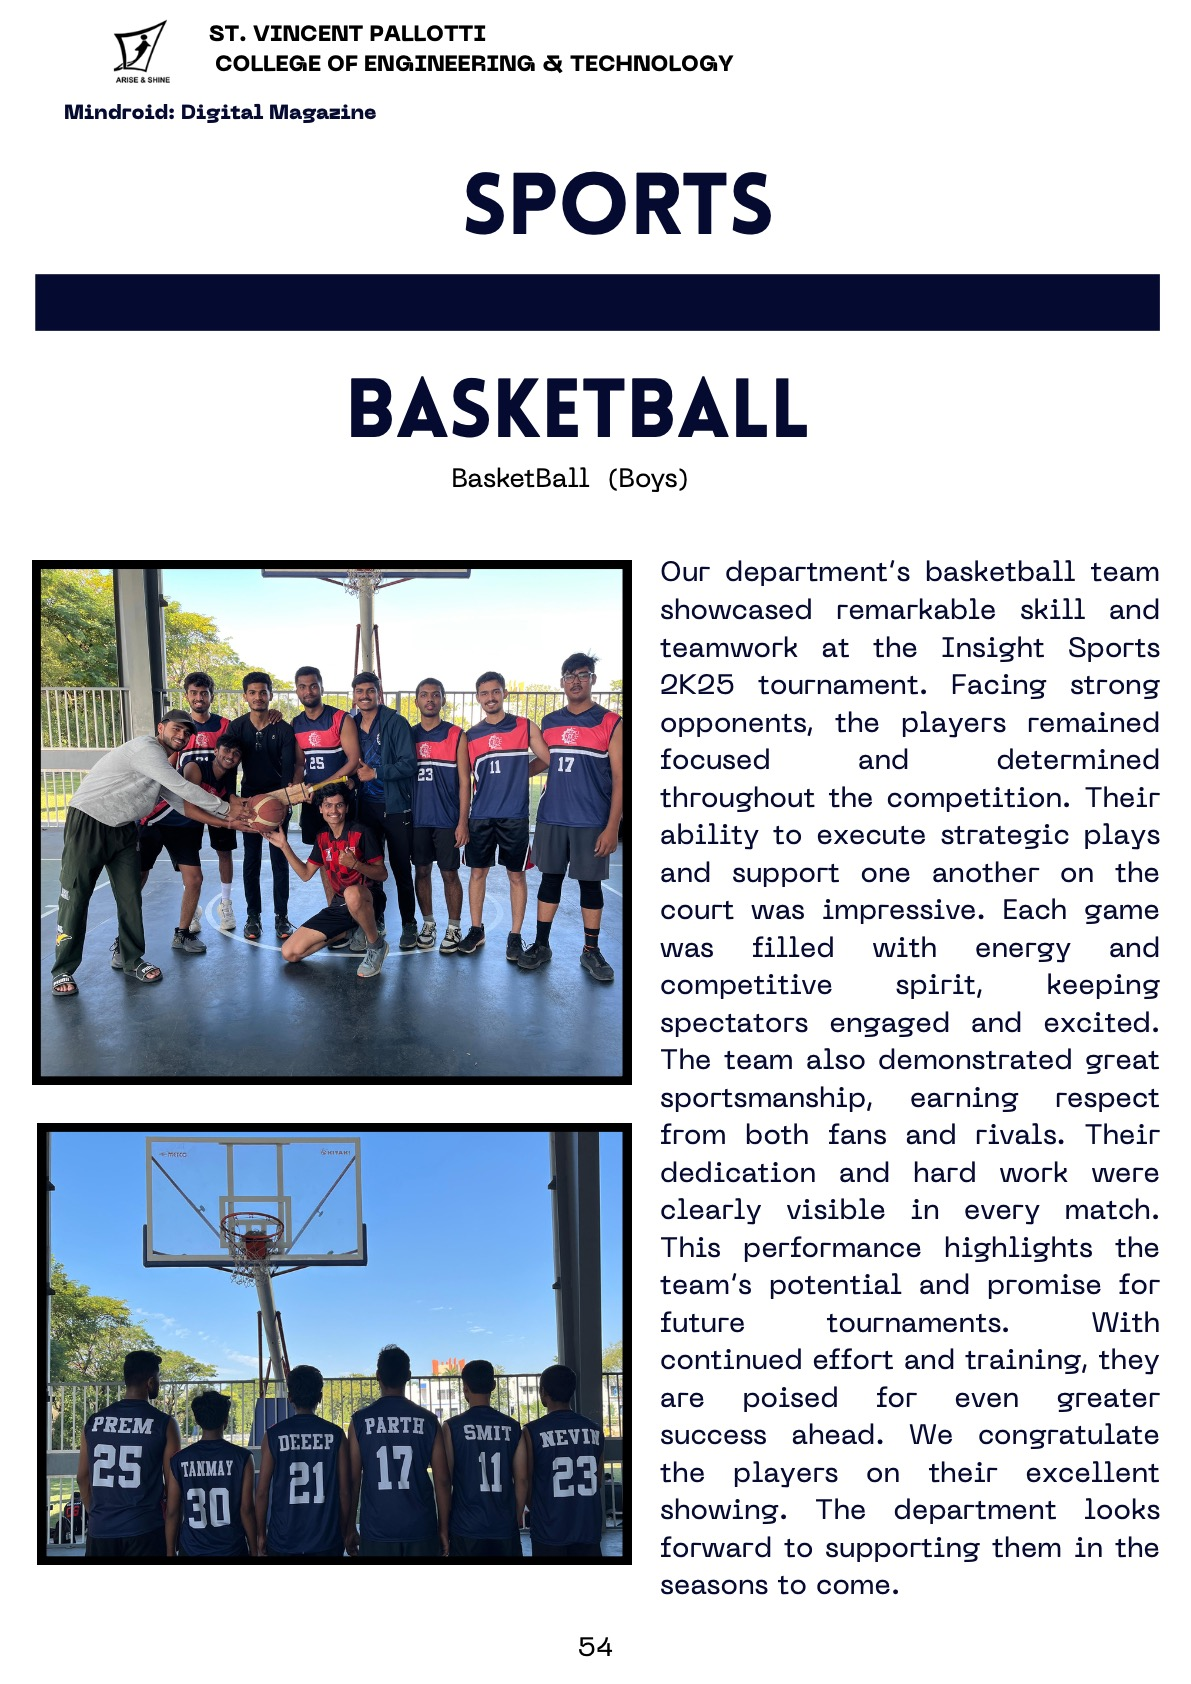 ST. VINCENT PALLOTTI
COLLEGE OF ENGINEERING & TECHNOLOGY
ARISE & SHINE
Mindroid: Digital Magazine
SPORTS
BASKETBALL
BasketBall (Boys)
25
23
11
17
Our department's basketball team
showcased remarkable skill and
teamwork at the Insight Sports
2K25 tournament. Facing strong
opponents, the players remained
focused and determined
throughout the competition. Their
ability to execute strategic plays
and support one another on the
court was impressive. Each game
was filled with energy and
competitive spirit, keeping
spectators engaged and excited.
The team also demonstrated great
sportsmanship, earning respect
from both fans and rivals. Their
dedication and hard work were
clearly visible in every match.
This performance highlights the
team's potential and promise for
future tournaments. With
continued effort and training, they
are poised for even greater
success ahead. We congratulate
the players on their excellent
showing. The department looks
forward to supporting them in the
seasons to come.
PREM
25
TANMAY
30
DEEEP
21
PARTH
17
SMIT
11
NEVIN
23
54